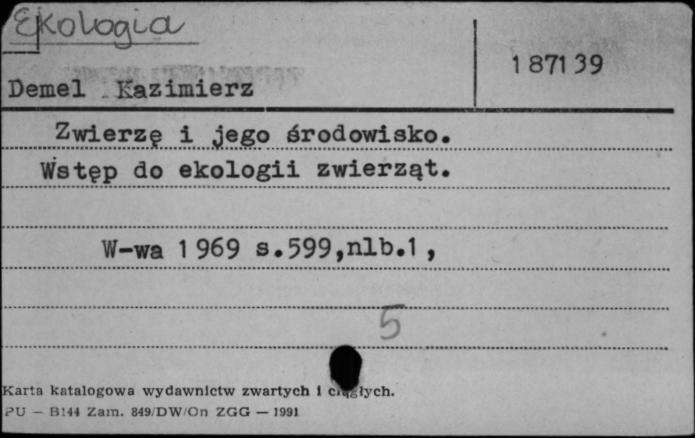 Ekologia
187139
Demel Kazimierz
Zwierzę i jego środowisko.
Wstęp do ekologii zwierząt.
W-wa 1969 s.599,nlb.1,
5
Karta katalogowa wydawnictw zwartych i ciągłych.
PU — B144 Zam. 849/DW/On ZGG — 1991